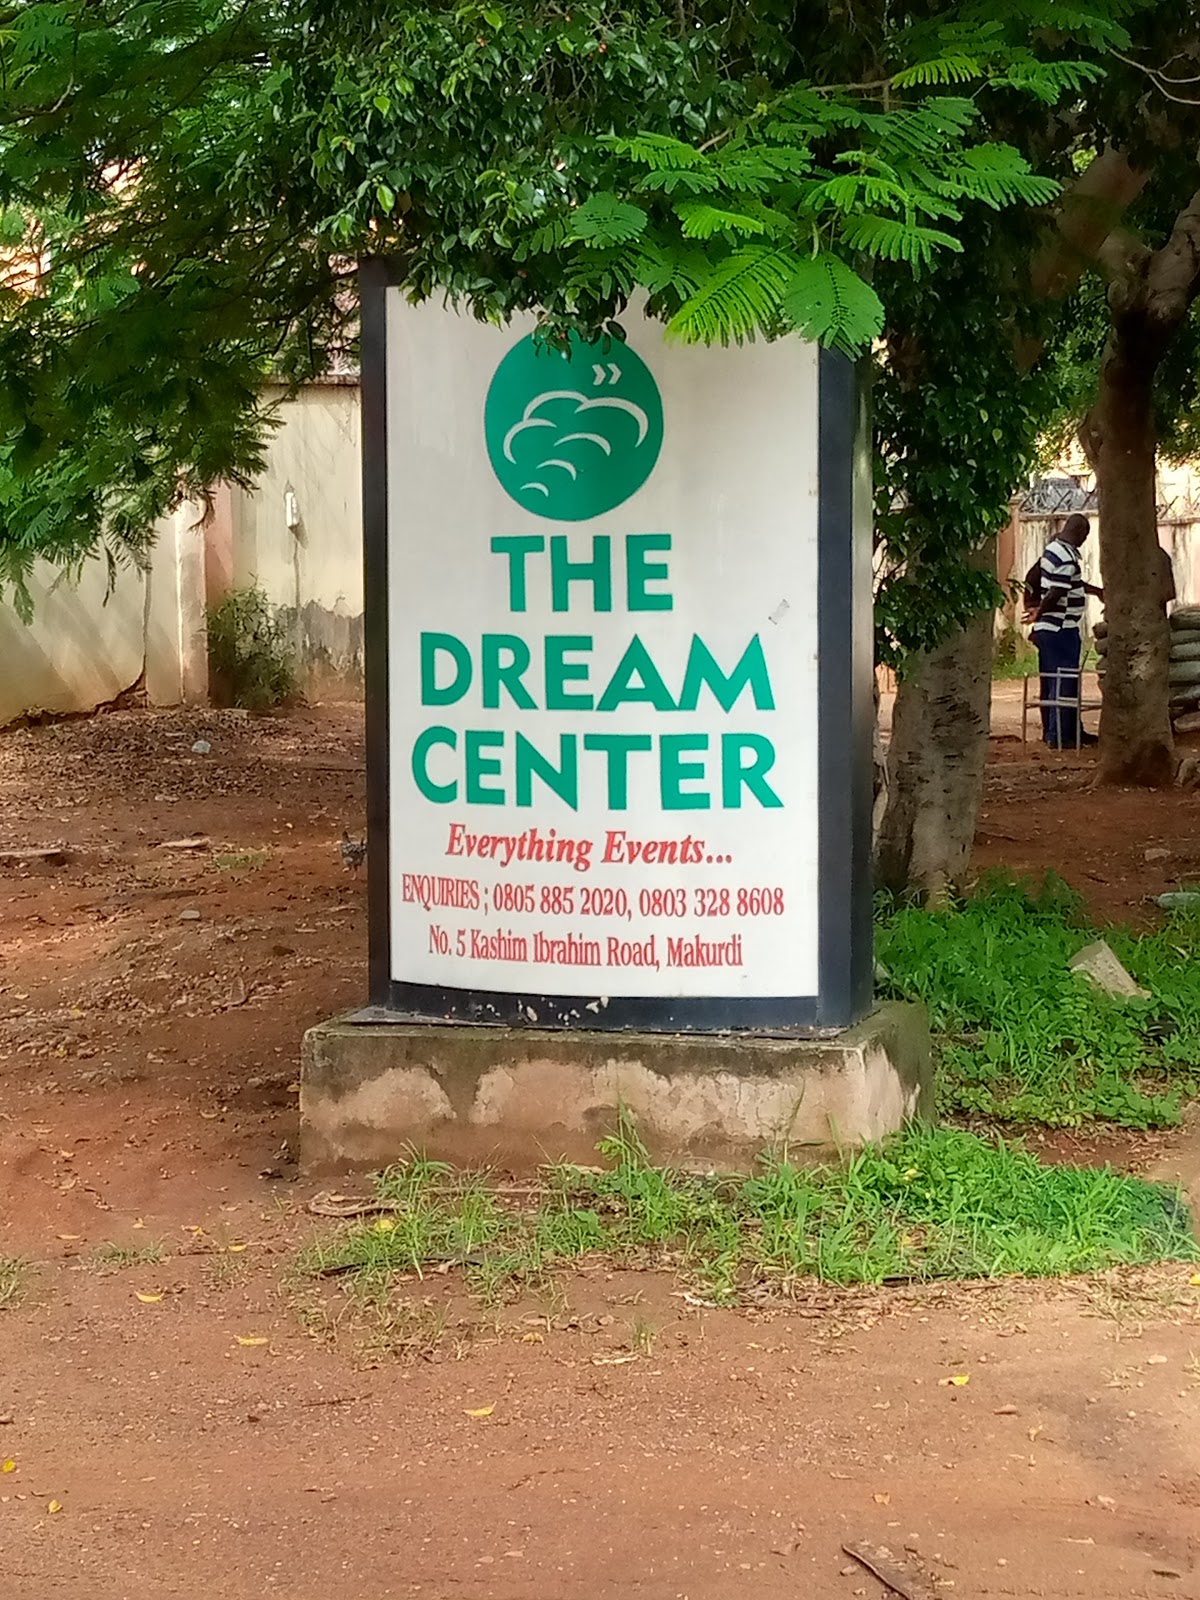 THE
DREAM
CENTER
Everything Events...
ENQUIRIES ; 0805 885 2020, 0803 328 8608
No. 5 Kashim Ibrahim Road, Makurdi